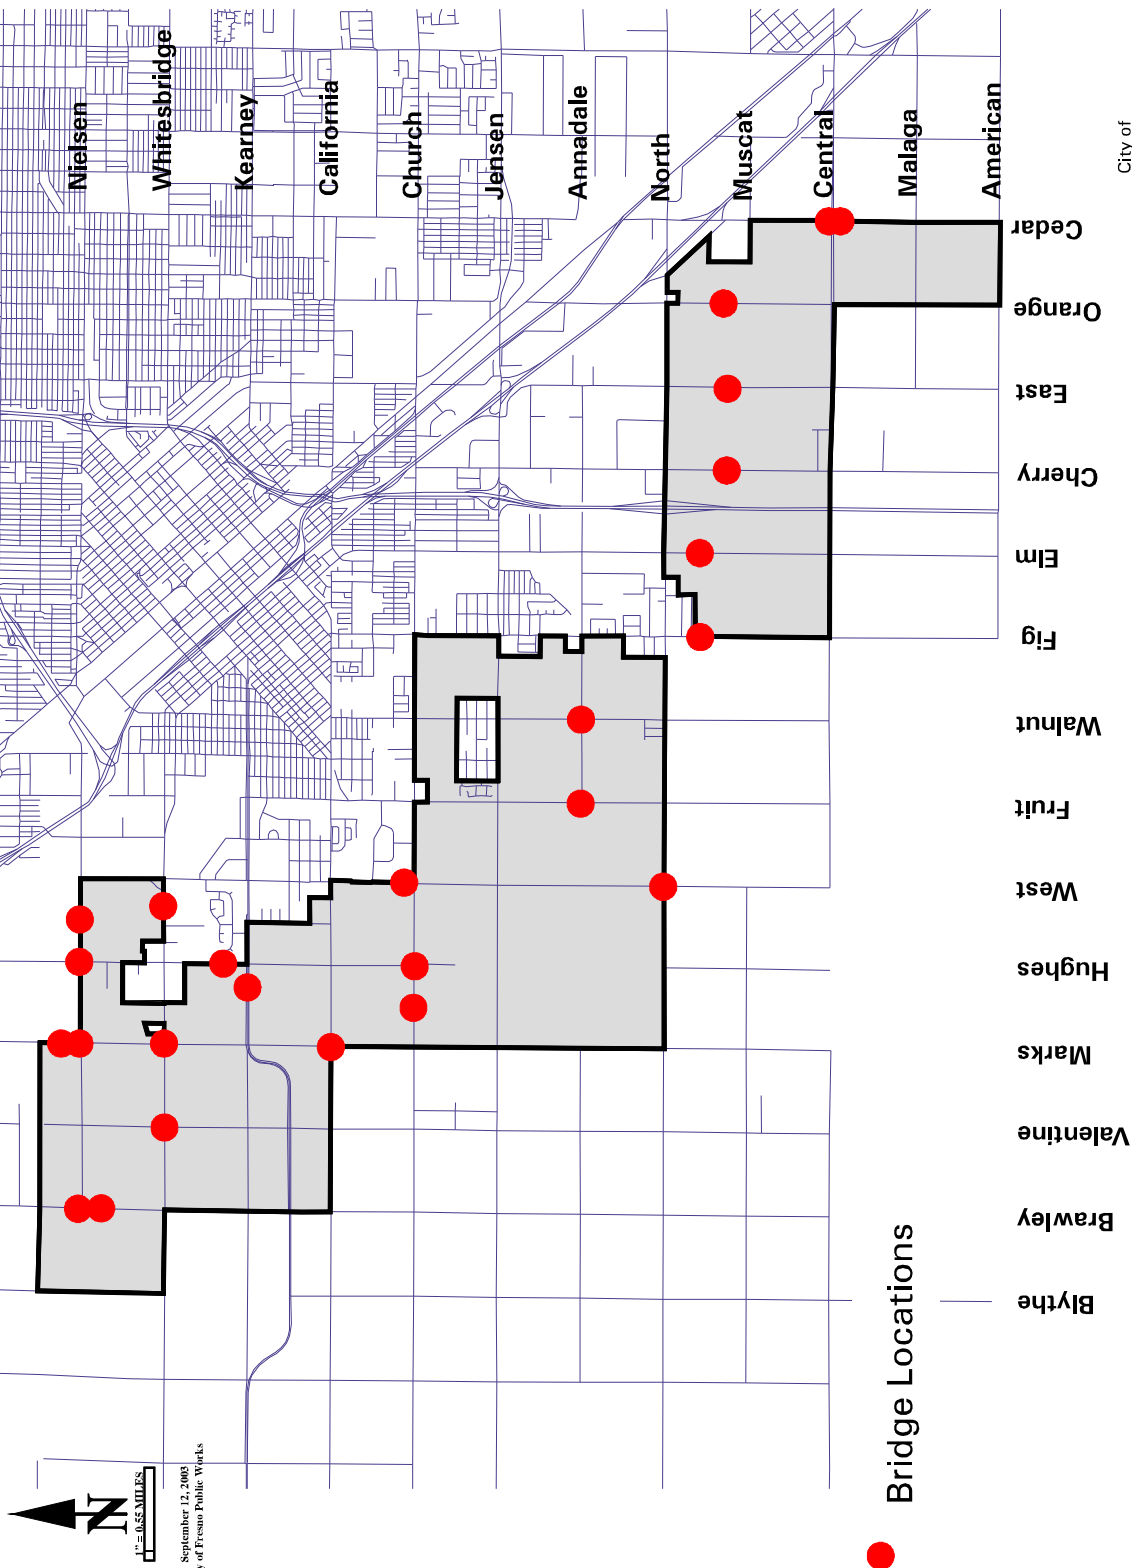 Nielsen
Whitesbridge
Kearney
California
Church
Jensen
Annadale
North
Muscat
Central
Malaga
American
Cedar
Orange
East
Cherry
Elm
Fig
Walnut
Fruit
West
Hughes
Marks
Valentine
Brawley
Blythe
Bridge Locations
N
1" = 0.55 MILES
September 12, 2003
y of Fresno Public Works
City of